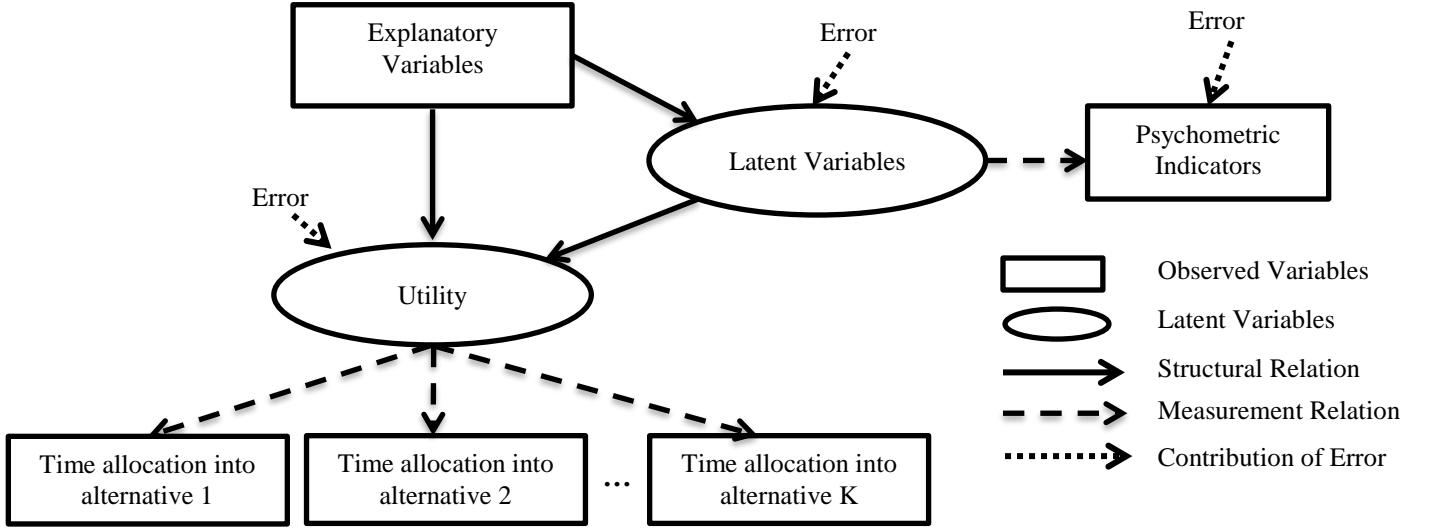 Explanatory
Variables
Error
Error
Latent Variables
Psychometric
Indicators
Error
Utility
Observed Variables
Latent Variables
Structural Relation
Measurement Relation
Contribution of Error
Time allocation into
alternative 1
Time allocation into
alternative 2
...
Time allocation into
alternative K